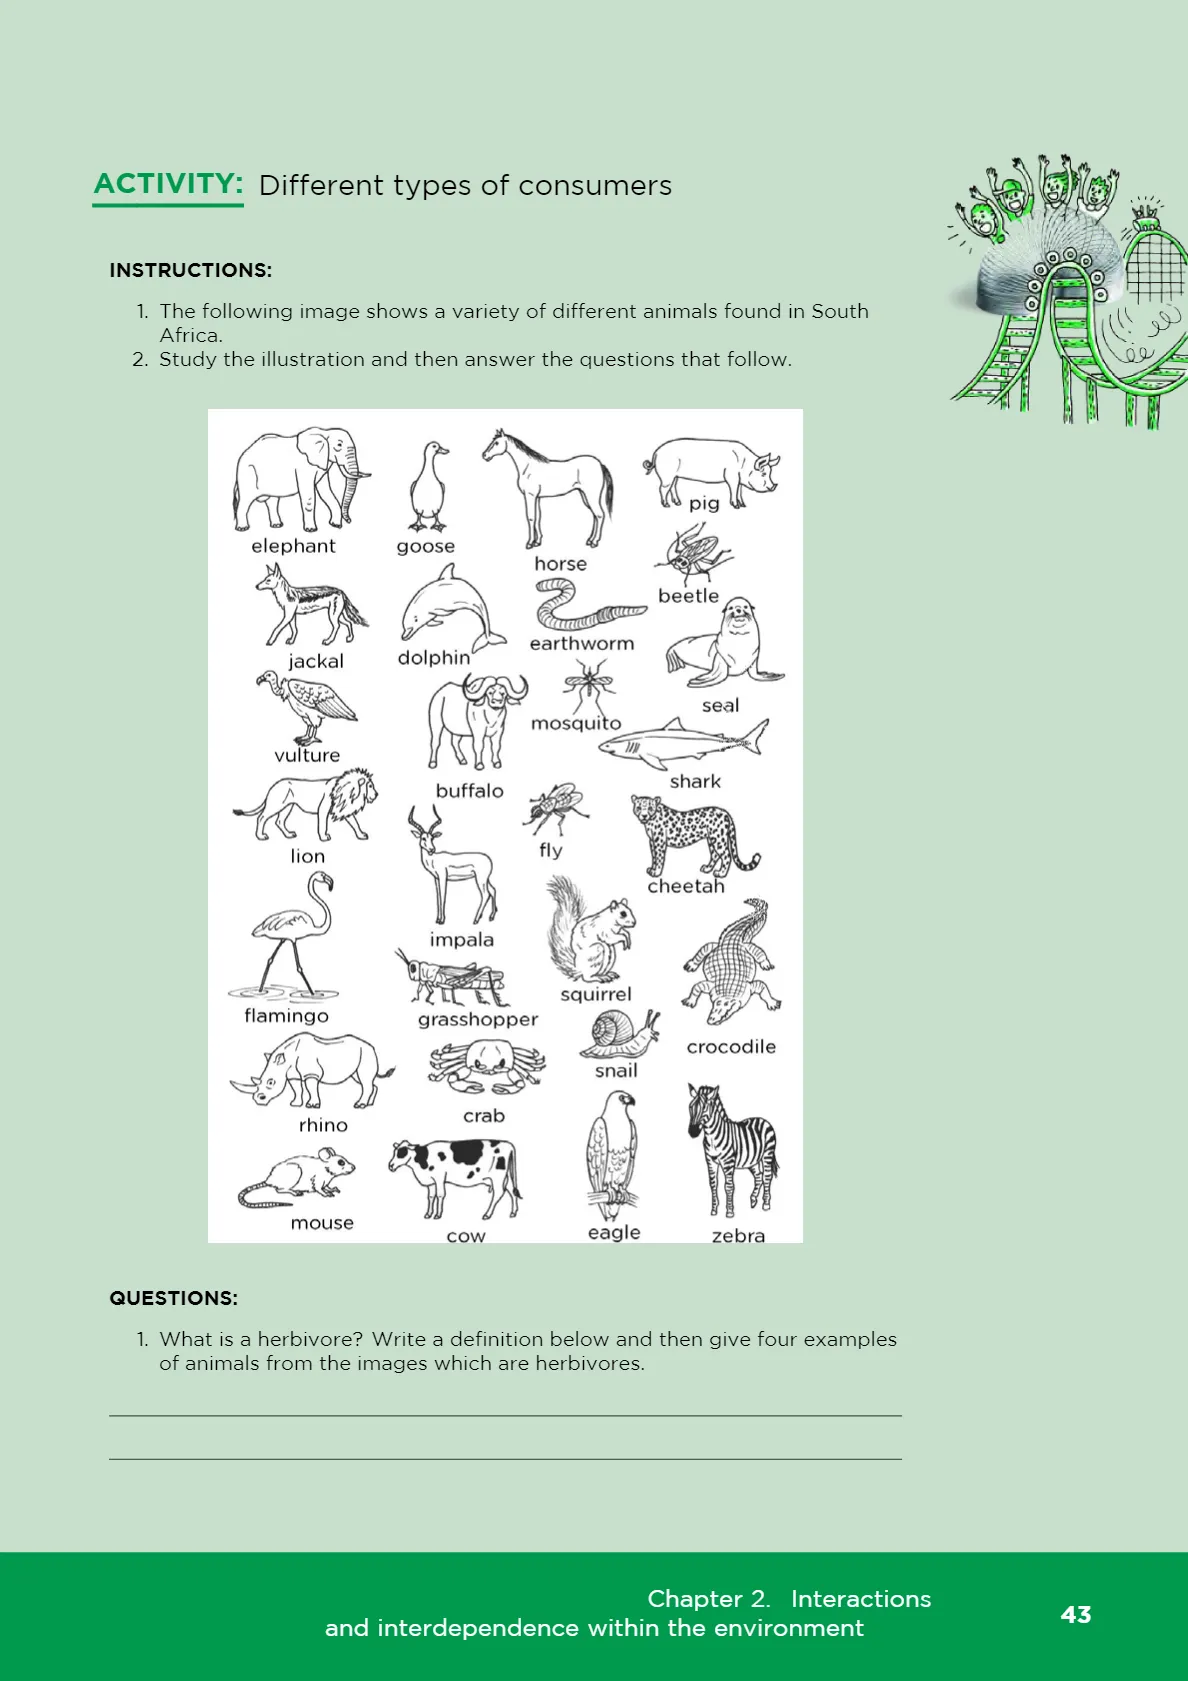 ACTIVITY: Different types of consumers
INSTRUCTIONS:
1. The following image shows a variety of different animals found in South
Africa.
2. Study the illustration and then answer the questions that follow.
elephant
goose
horse
pig
beetle
jackal
dolphin
earthworm
seal
vulture
buffalo
mosquito
shark
lion
impala
fly
cheetah
flamingo
grasshopper
squirrel
crocodile
rhino
crab
snail
mouse
cow
eagle
zebra
QUESTIONS:
1. What is a herbivore? Write a definition below and then give four examples
of animals from the images which are herbivores.
Chapter 2. Interactions
and interdependence within the environment
43